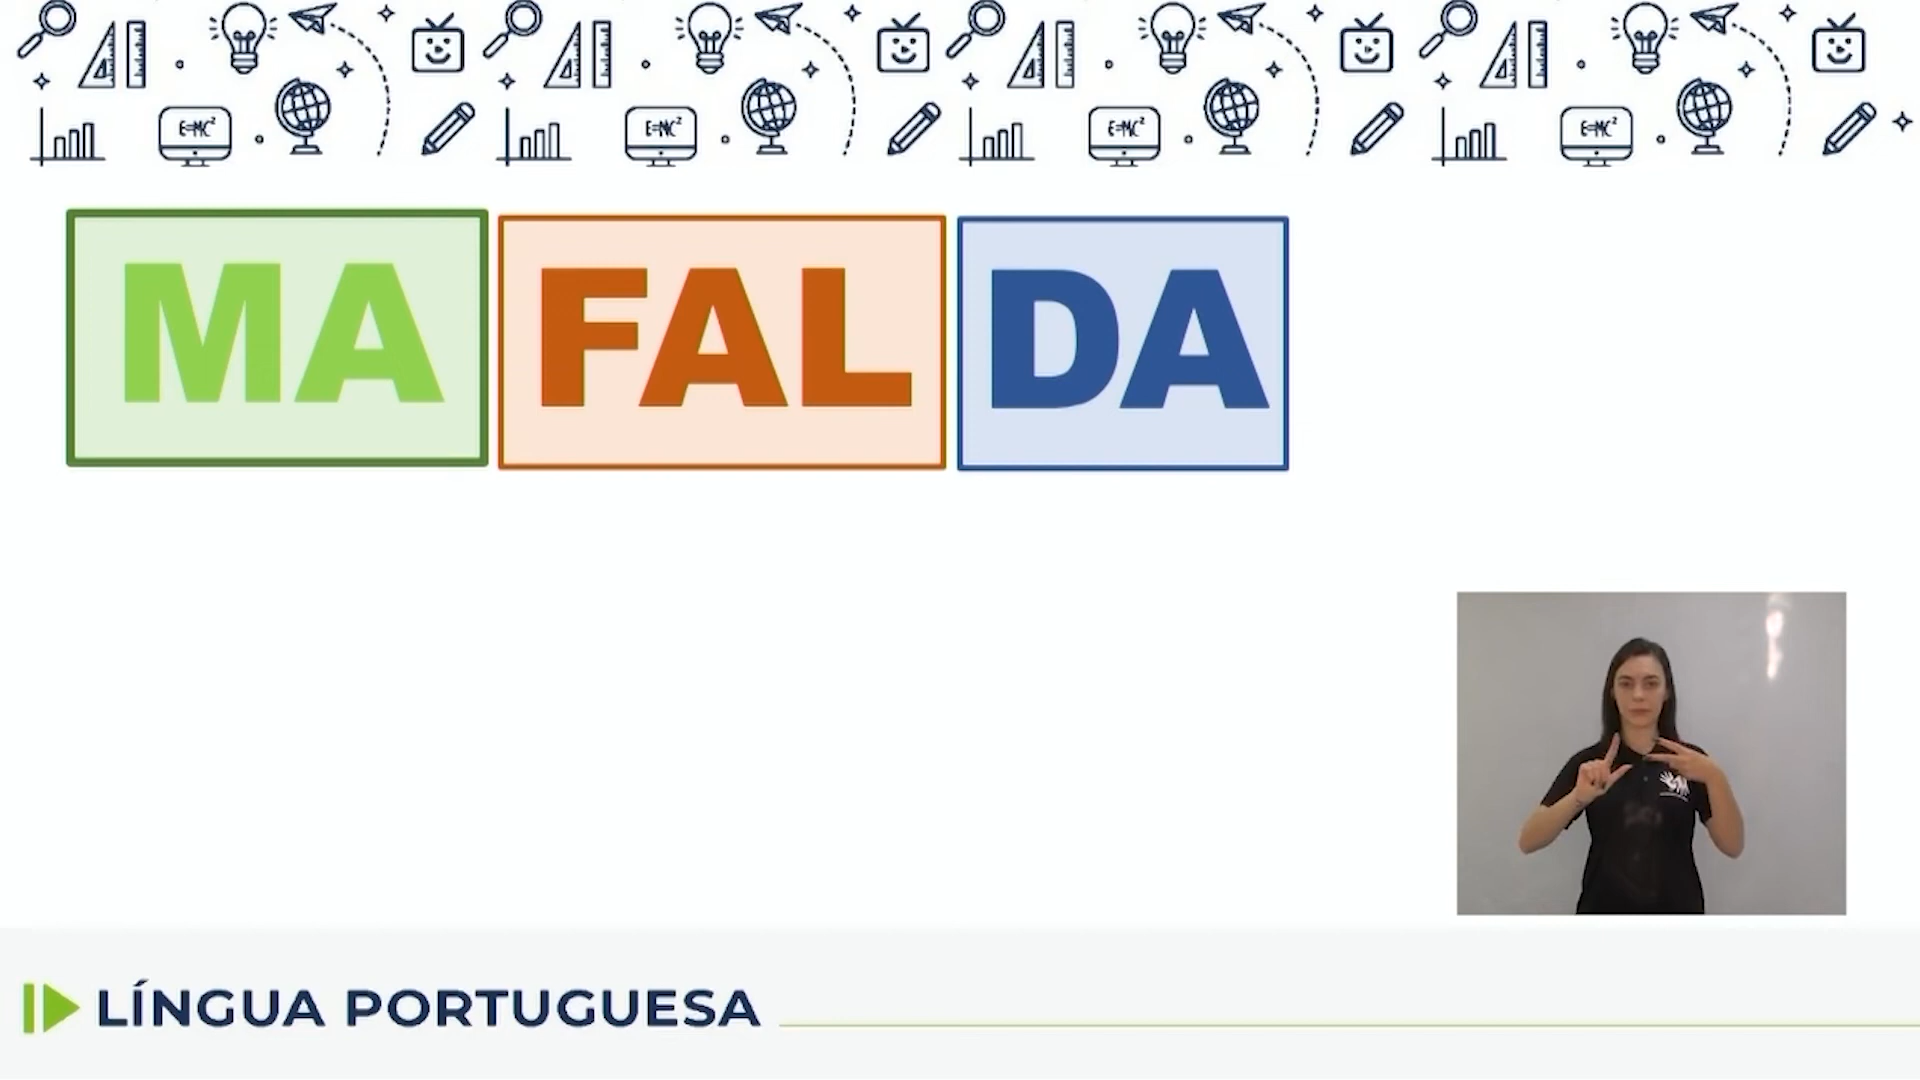 E=MC² E=MC² E=MC² E=MC²
MA FAL DA
LÍNGUA PORTUGUESA